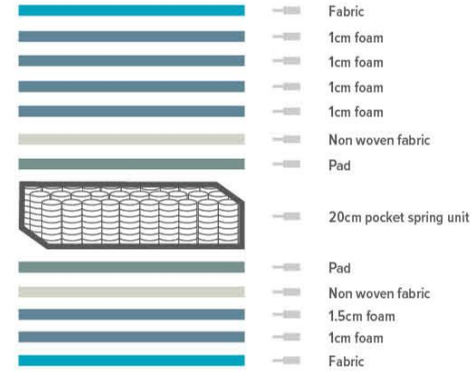 Fabric
1cm foam
1cm foam
1cm foam
1cm foam
Non woven fabric
Pad
20cm pocket spring unit
Pad
Non woven fabric
1.5cm foam
1cm foam
Fabric